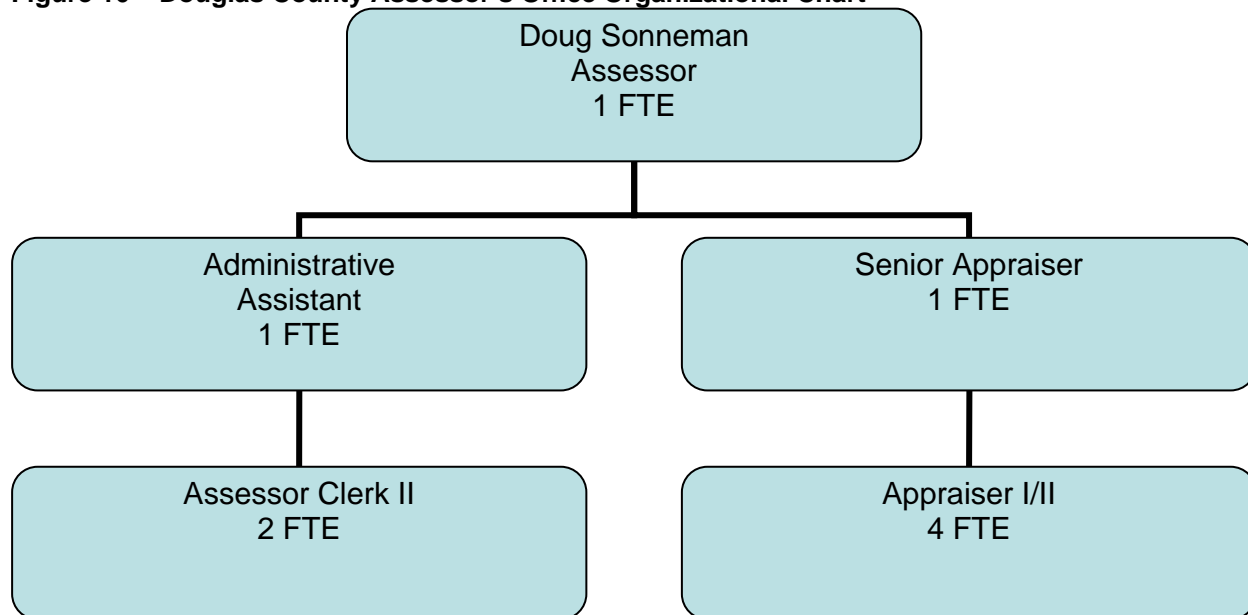 Figure 10 – Douglas County Assessor's Office Organizational Chart
Doug Sonneman
Assessor
1 FTE
Administrative
Assistant
1 FTE
Senior Appraiser
1 FTE
Assessor Clerk II
2 FTE
Appraiser I/II
4 FTE